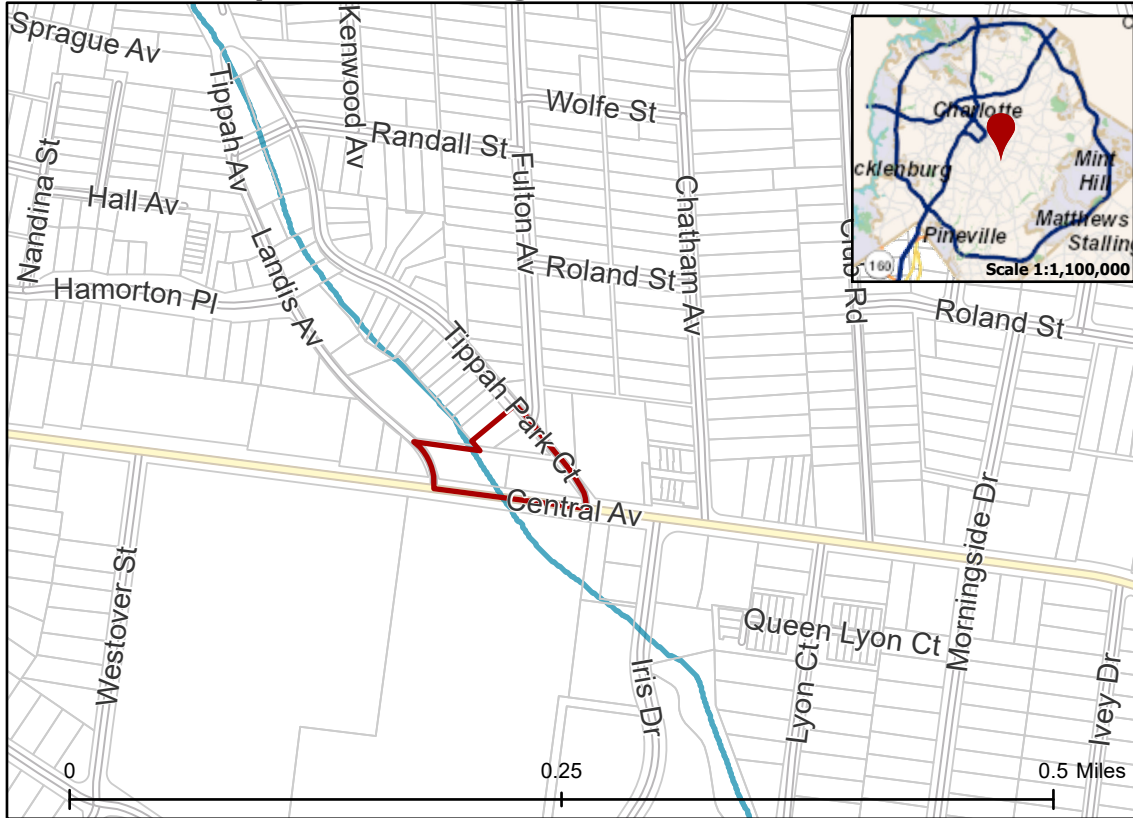 Sprague Av
Kenwood Av
Tippah Av
Wolfe St
Randall St
Fulton Av
Nandina St
Hall Av
Chatham Av
Landis Av
Roland St
Hamorton Pl
Club Rd
Roland St
Tippah Park Ct
Central Av
Westover St
Morningside Dr
Queen Lyon Ct
Iris Dr
Lyon Ct
Ivey Dr
0
0.25
0.5 Miles
Charlotte
cklenburg
Mint
Hill
Matthews
Pineville
Stalling
160
Scale 1:1,100,000